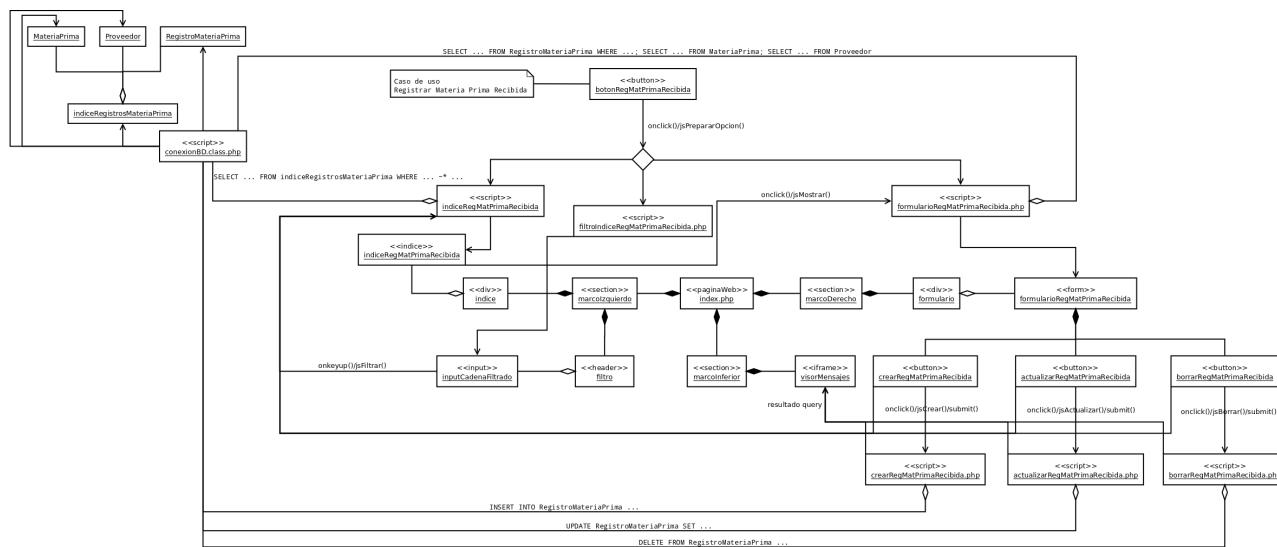 MateriaPrima
Proveedor
RegistroMateriaPrima
SELECT ... FROM RegistroMateriaPrima WHERE ...; SELECT ... FROM MateriaPrima; SELECT ... FROM Proveedor
Caso de uso
Registrar Materia Prima Recibida
<<button>>
botonRegMatPrimaRecibida
indiceRegistrosMateriaPrima
onclick()/jsPrepararOpcion()
<<script>>
conexionBD.class.php
SELECT ... FROM indiceRegistrosMateriaPrima WHERE ... ~* ...
<<script>>
indiceRegMatPrimaRecibida
onclick()/jsMostrar()
<<script>>
formularioRegMatPrimaRecibida.php
<<script>>
filtroIndiceRegMatPrimaRecibida.php
<<indice>>
indiceRegMatPrimaRecibida
<<div>>
indice
<<section>>
marcoIzquierdo
<<paginaWeb>>
index.php
<<section>>
marcoDerecho
<<div>>
formulario
<<form>>
formularioRegMatPrimaRecibida
onkeyup()/jsFiltrar()
<<input>>
inputCadenaFiltrado
<<header>>
filtro
<<section>>
marcoInferior
<<iframe>>
visorMensajes
<<button>>
crearRegMatPrimaRecibida
<<button>>
actualizarRegMatPrimaRecibida
<<button>>
borrarRegMatPrimaRecibida
resultado query
onclick()/jsCrear()/submit()
onclick()/jsActualizar()/submit()
onclick()/jsBorrar()/submit()
<<script>>
crearRegMatPrimaRecibida.php
<<script>>
actualizarRegMatPrimaRecibida.php
<<script>>
borrarRegMatPrimaRecibida.ph
INSERT INTO RegistroMateriaPrima ...
UPDATE RegistroMateriaPrima SET ...
DELETE FROM RegistroMateriaPrima ...